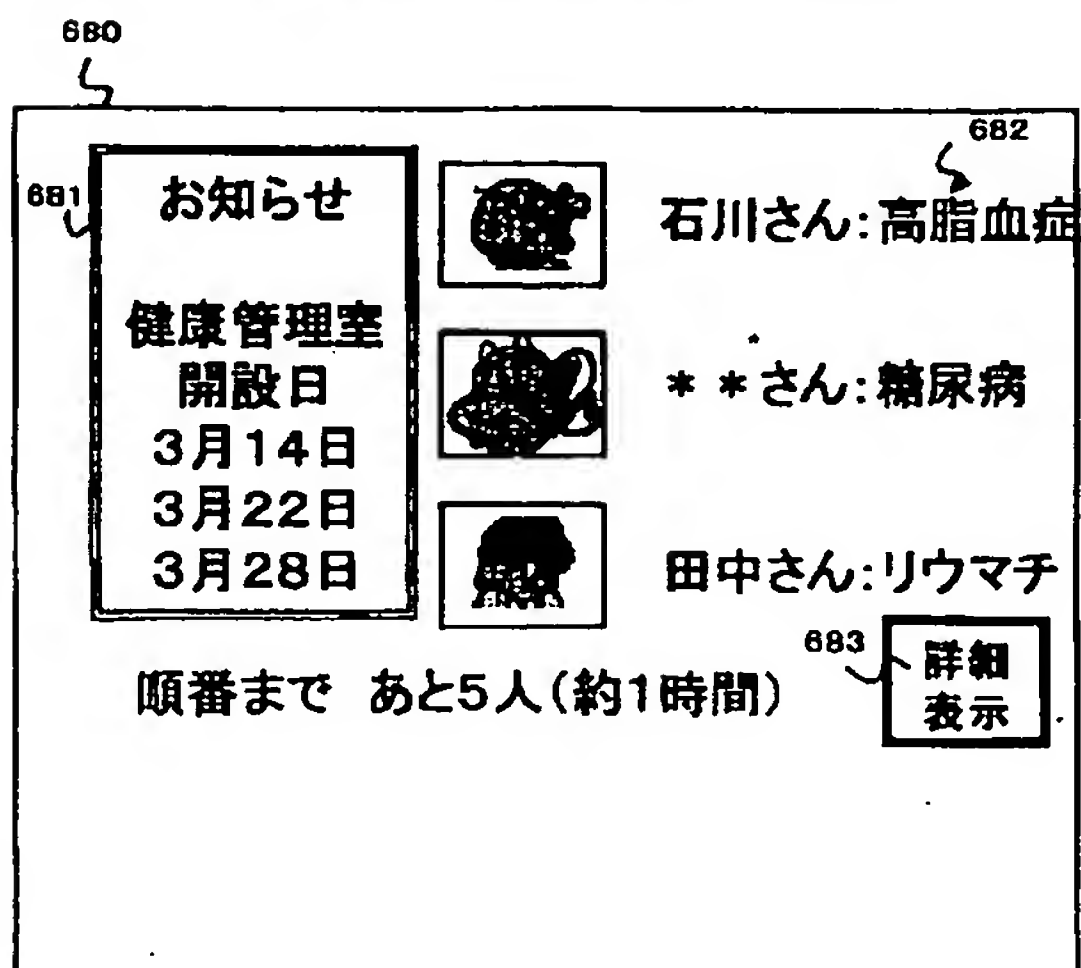 680
682
681
お知らせ
健康管理室
開設日
3月14日
3月22日
3月28日
石川さん:高脂血症
**さん:糖尿病
田中さん:リウマチ
683
詳細
表示
順番まで あと5人(約1時間)